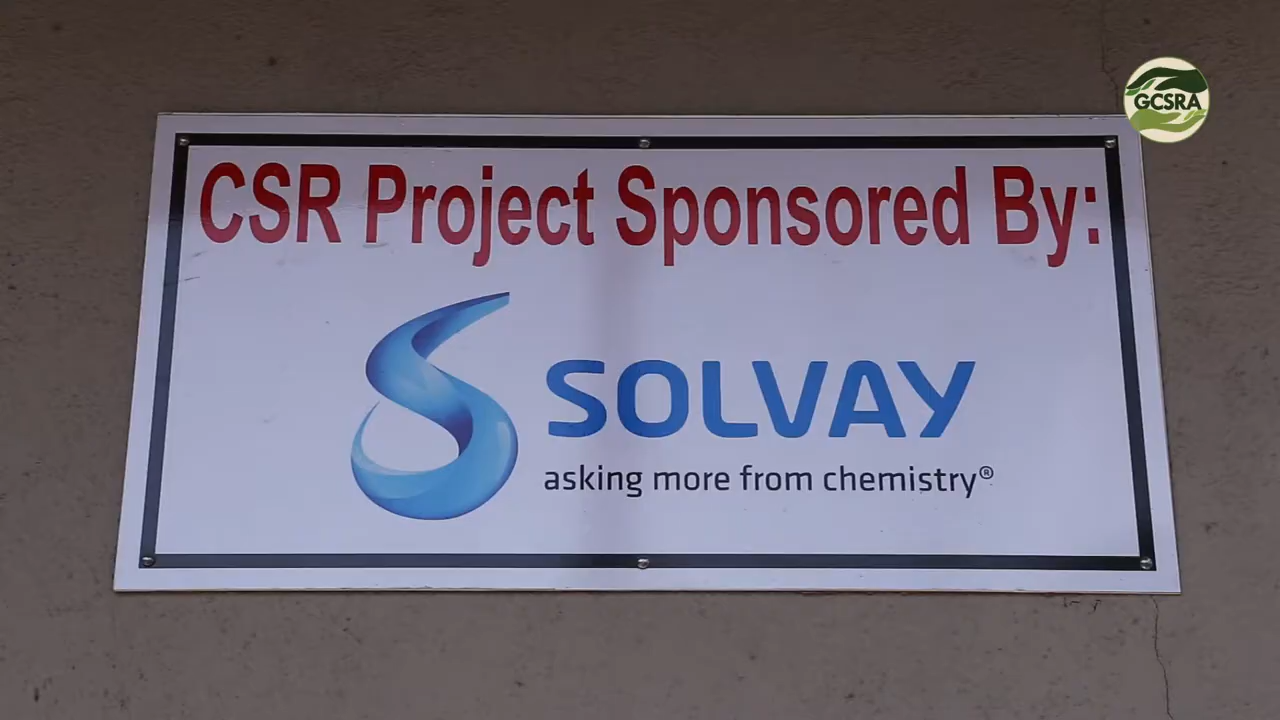 GCSRA
CSR Project Sponsored By:
SOLVAY
asking more from chemistry®